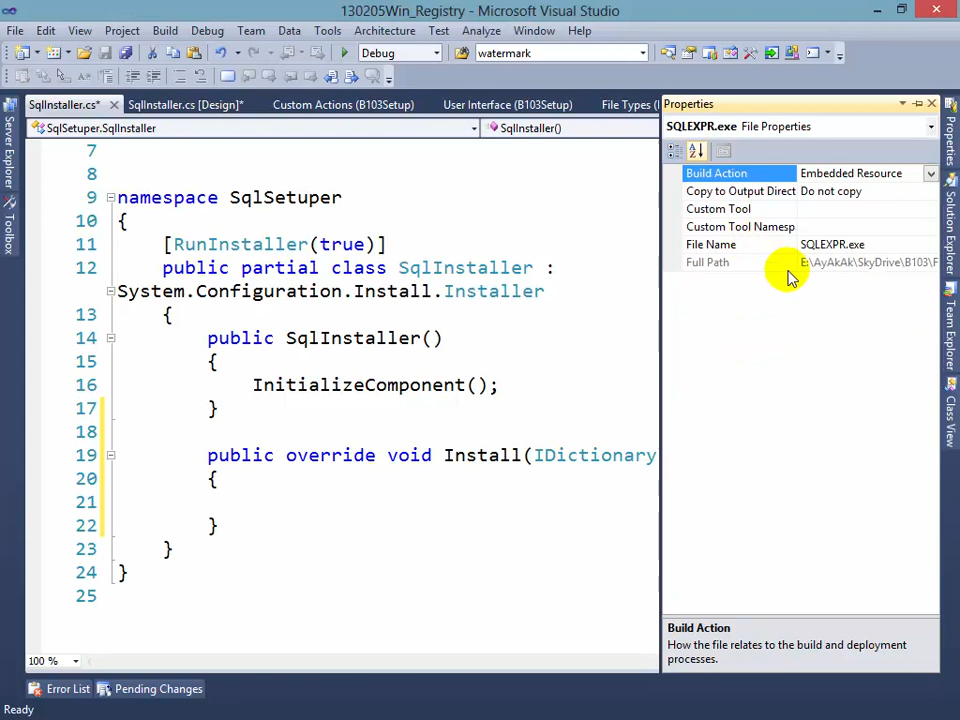 130205Win_Registry - Microsoft Visual Studio
File Edit View Project Build Debug Team Data Tools Architecture Test Analyze Window Help
Debug watermark
SqlInstaller.cs* SqlInstaller.cs [Design]* Custom Actions (B103Setup) User Interface (B103Setup) File Types (
SqlSetuper.SqlInstaller SqlInstaller()
7
8
9 namespace SqlSetuper
10 {
11 [RunInstaller(true)]
12 public partial class SqlInstaller :
System.Configuration.Install.Installer
13 {
14 public SqlInstaller()
15 {
16 InitializeComponent();
17 }
18
19 public override void Install(IDictionary
20 {
21
22 }
23 }
24 }
25
100 %
Error List Pending Changes
Ready
Server Explorer
Toolbox
Properties
SQLEXPR.exe File Properties
Build Action Embedded Resource
Copy to Output Direct Do not copy
Custom Tool
Custom Tool Namesp
File Name SQLEXPR.exe
Full Path E:\AyAkAk\SkyDrive\B103\F
Build Action
How the file relates to the build and deployment
processes.
Properties
Solution Explorer
Team Explorer
Class View